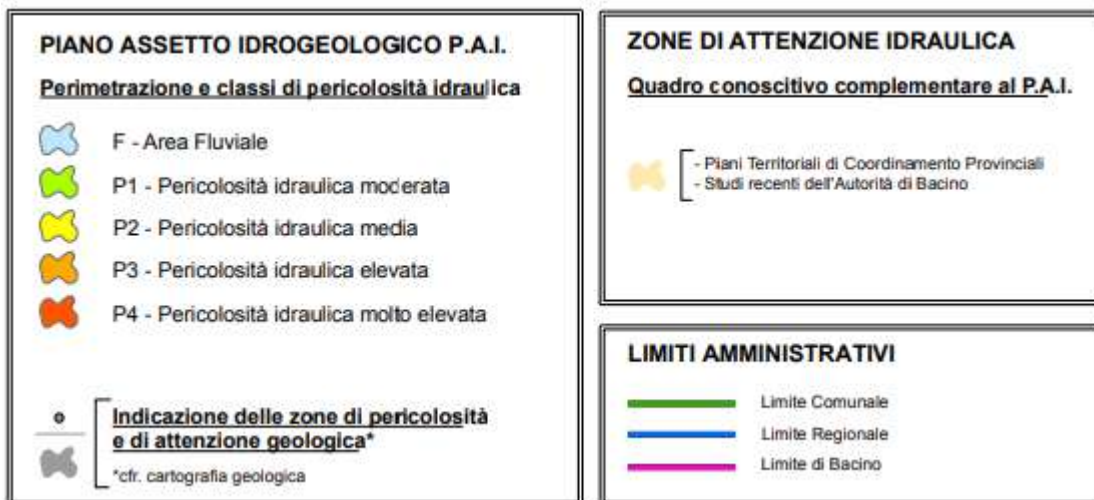 PIANO ASSETTO IDROGEOLOGICO P.A.I.
Perimetrazione e classi di pericolosità idraulica
F - Area Fluviale
P1 - Pericolosità idraulica moderata
P2 - Pericolosità idraulica media
P3 - Pericolosità idraulica elevata
P4 - Pericolosità idraulica molto elevata
Indicazione delle zone di pericolosità
e di attenzione geologica*
*cfr. cartografia geologica
ZONE DI ATTENZIONE IDRAULICA
Quadro conoscitivo complementare al P.A.I.
- Piani Territoriali di Coordinamento Provinciali
- Studi recenti dell'Autorità di Bacino
LIMITI AMMINISTRATIVI
Limite Comunale
Limite Regionale
Limite di Bacino